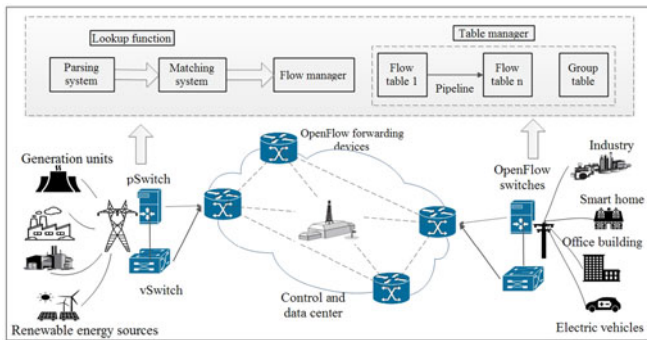 Lookup function
Table manager
Parsing
system
Matching
system
Flow manager
Flow
table 1
Pipeline
Flow
table n
Group
table
OpenFlow forwarding
devices
Generation units
pSwitch
vSwitch
Renewable energy sources
Control and
data center
OpenFlow
switches
Industry
Smart home
Office building
Electric vehicles